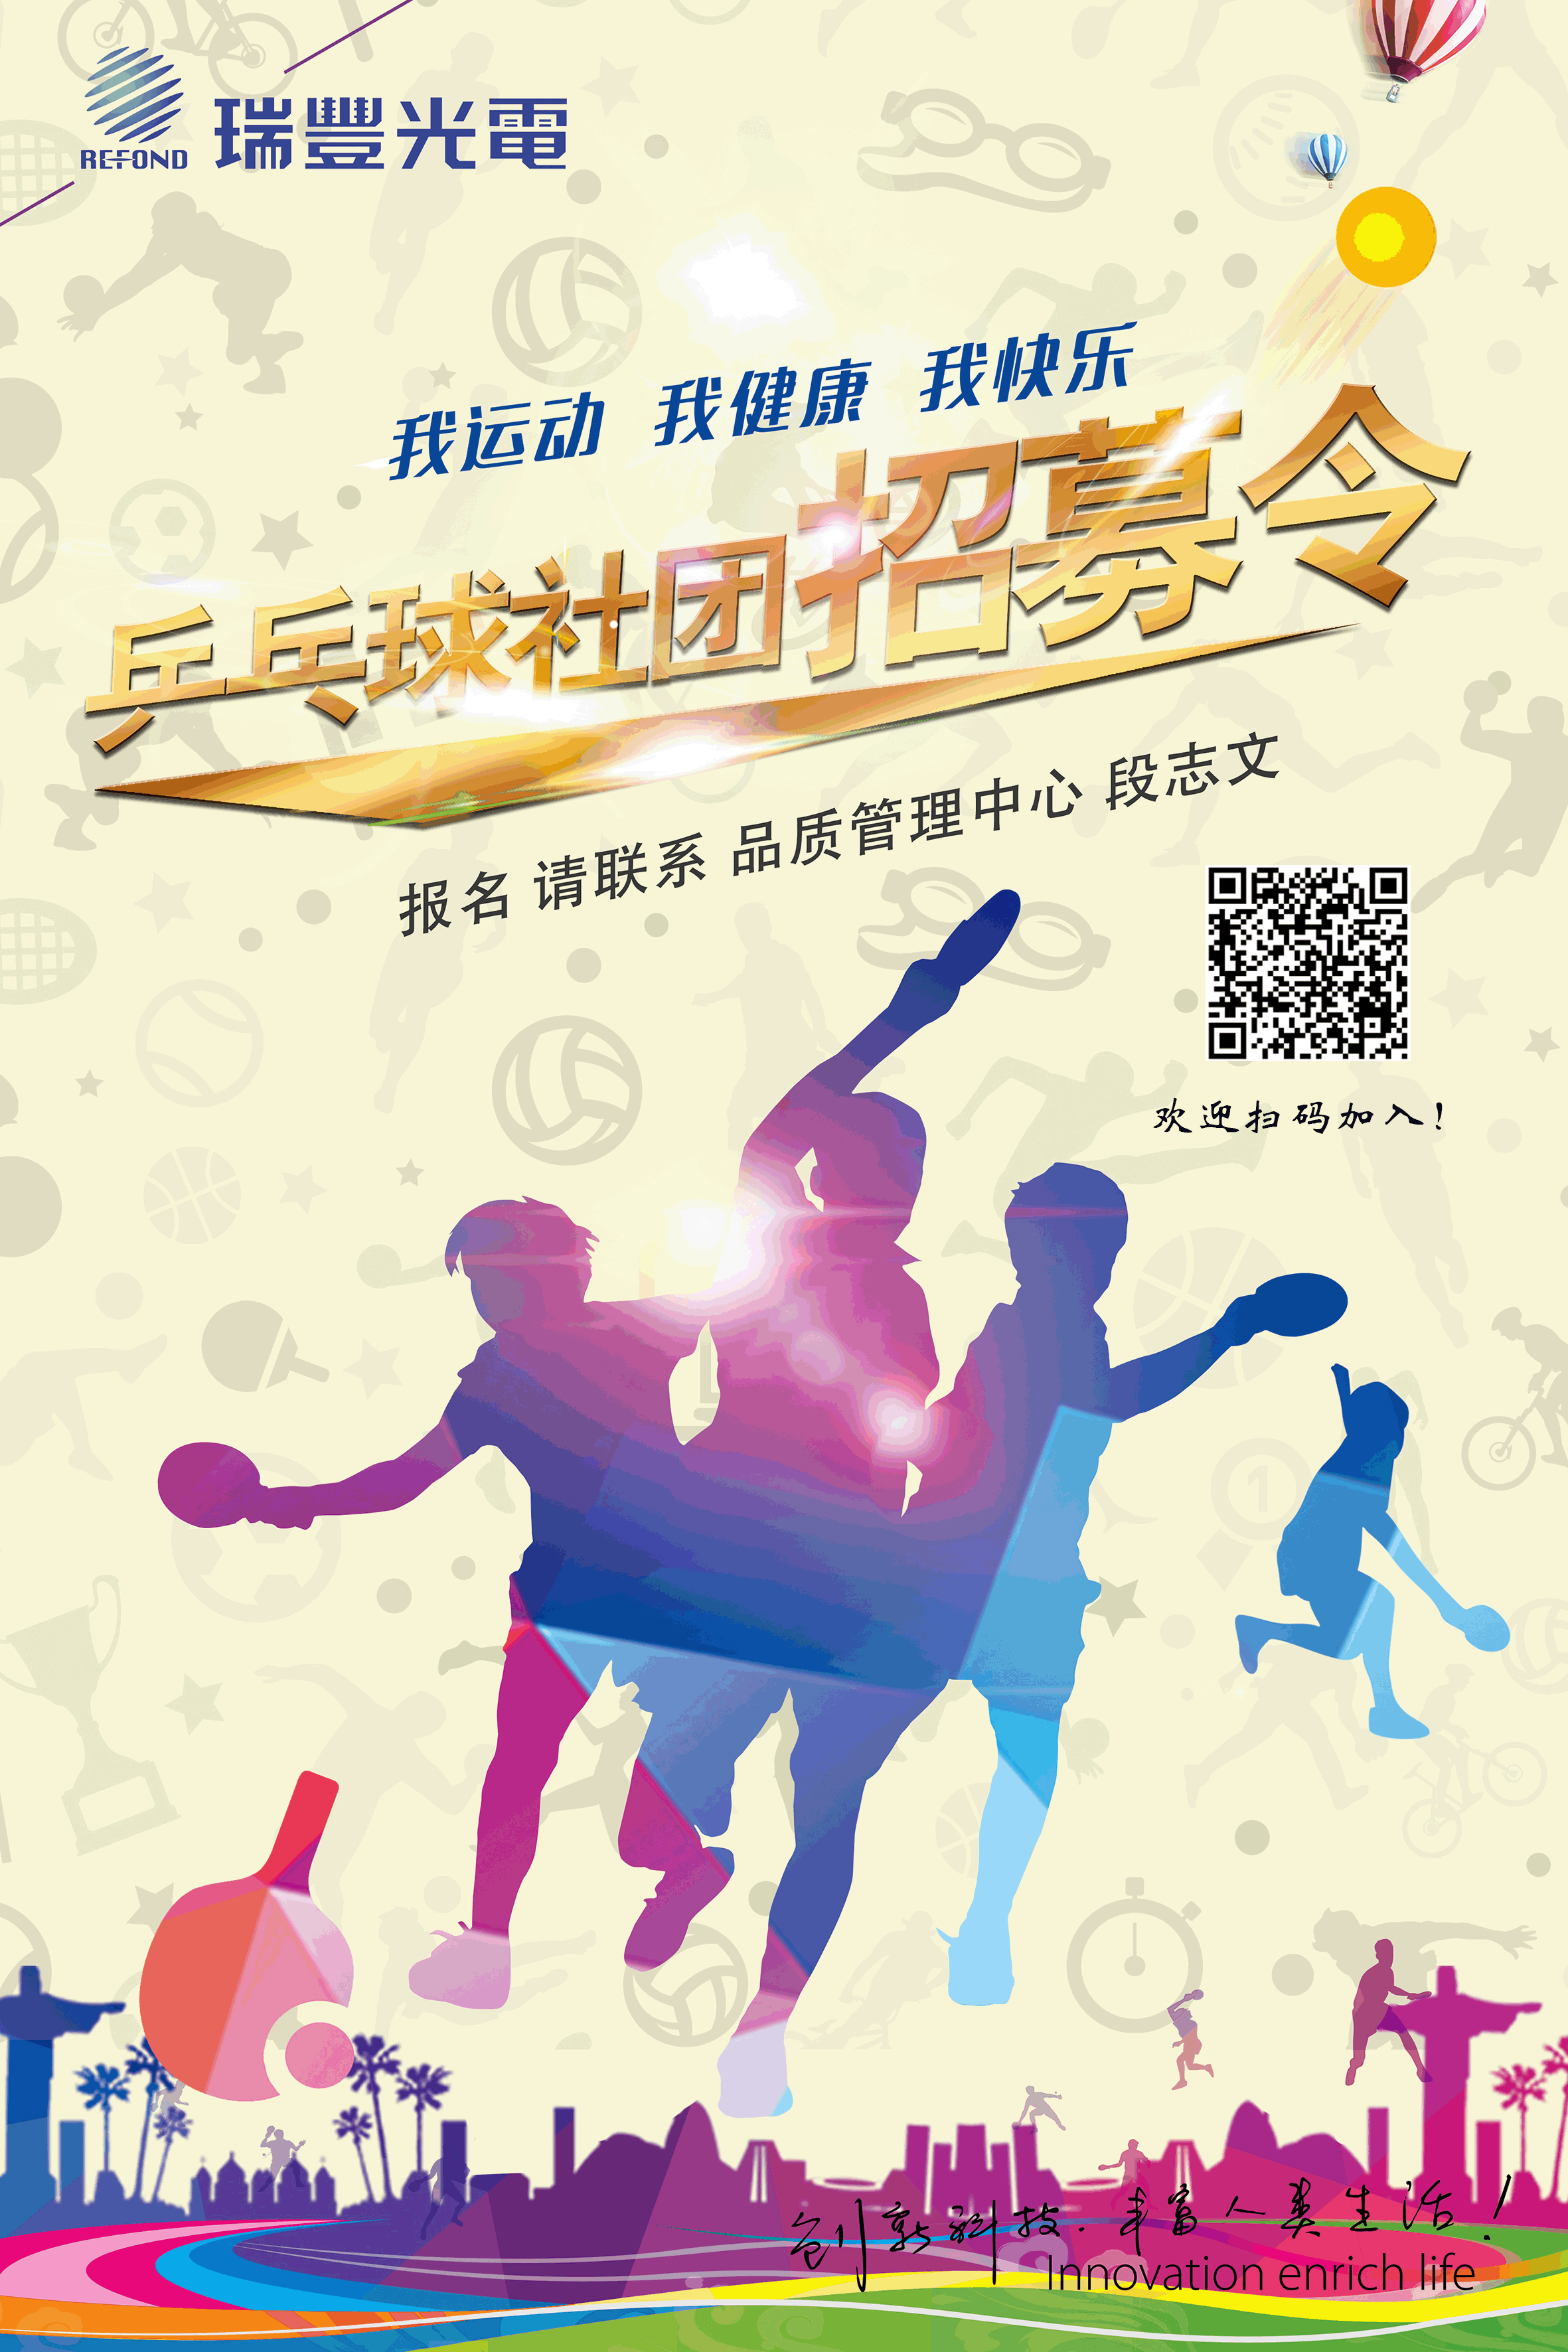 REFOND 瑞豐光電
我运动 我健康 我快乐
乒乓球社团招募令
报名 请联系 品质管理中心 段志文
欢迎扫码加入！
1
创新科技.丰富人类生活！
Innovation enrich life